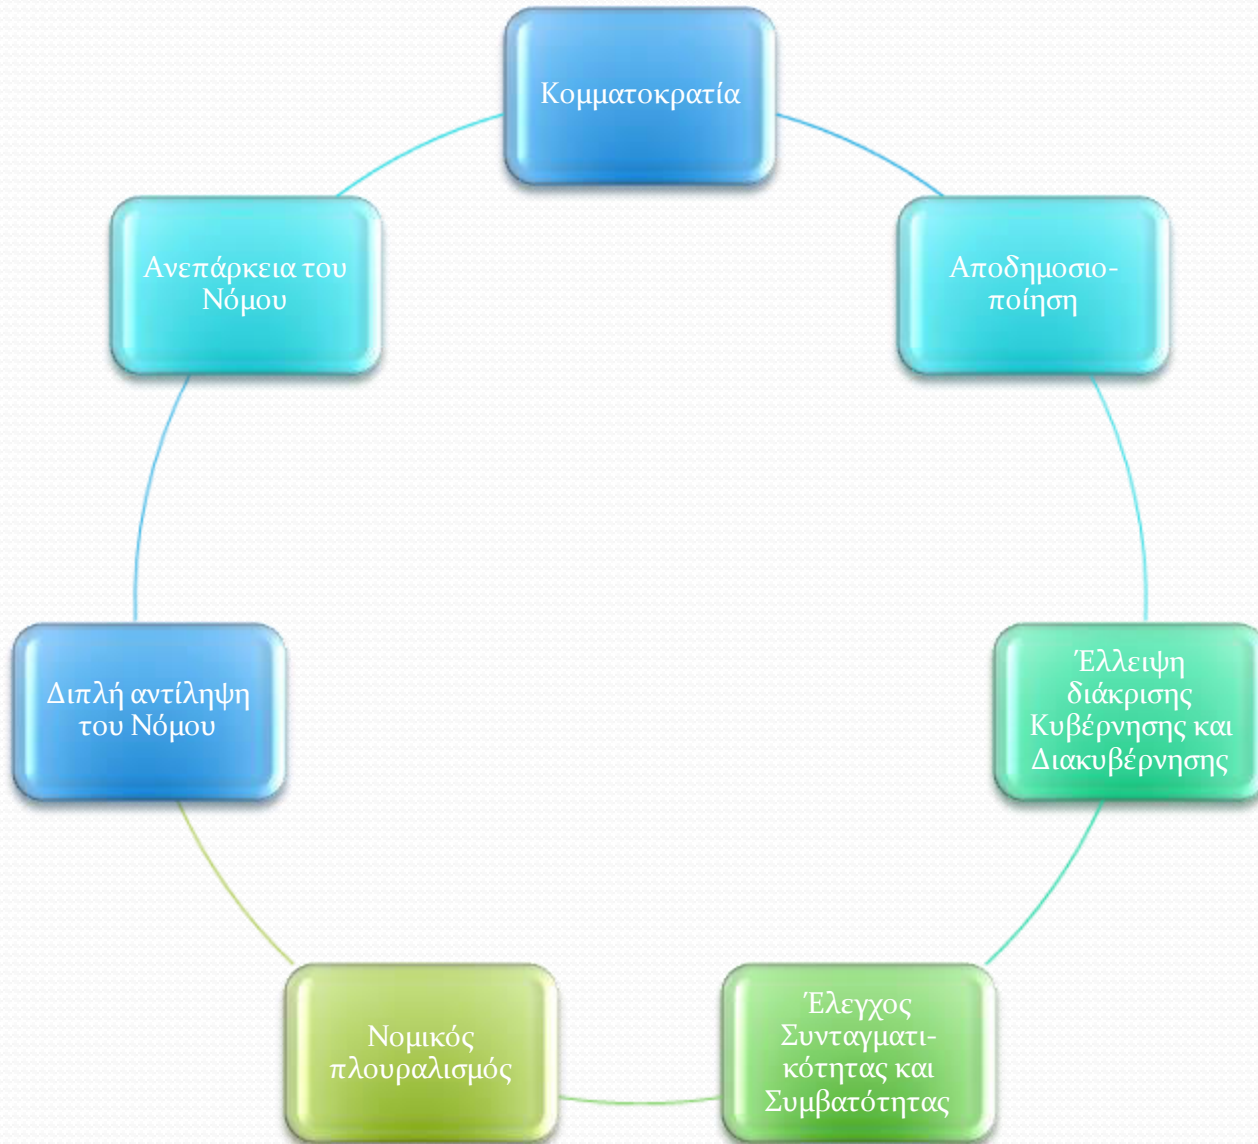 Κομματοκρατία
Αποδημοσιο-
ποίηση
Έλλειψη
διάκρισης
Κυβέρνησης και
Διακυβέρνησης
Έλεγχος
Συνταγματι-
κότητας και
Συμβατότητας
Νομικός
πλουραλισμός
Διπλή αντίληψη
του Νόμου
Ανεπάρκεια του
Νόμου